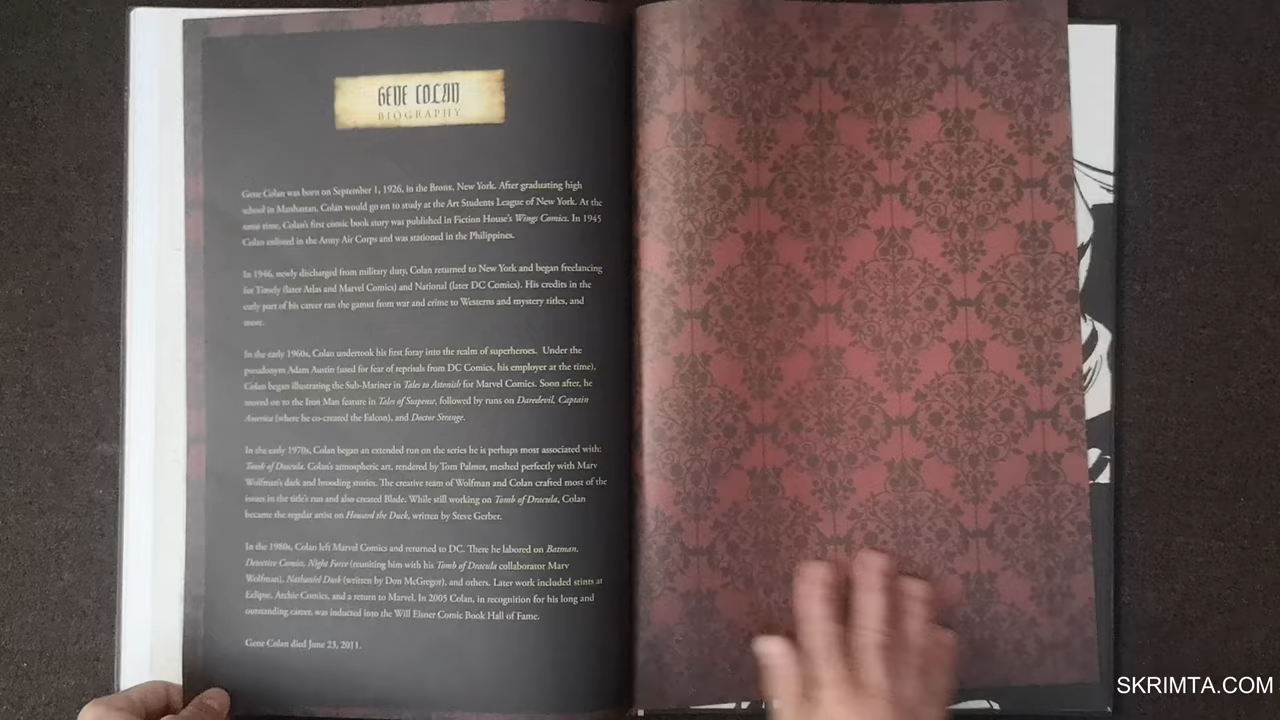 GENE COLAN
BIOGRAPHY
Gene Colan was born on September 1, 1926, in the Bronx, New York. After graduating high
school in Manhattan, Colan would go on to study at the Art Students League of New York. At the
same time, Colan's first comic book story was published in Fiction House's Wings Comics. In 1945
Colan enlisted in the Army Air Corps and was stationed in the Philippines.
In 1946, newly discharged from military duty, Colan returned to New York and began freelancing
for Timely (later Atlas and Marvel Comics) and National (later DC Comics). His credits in the
early part of his career ran the gamut from war and crime to Westerns and mystery titles, and
more.
In the early 1960s, Colan undertook his first foray into the realm of superheroes. Under the
pseudonym Adam Austin (used for fear of reprisals from DC Comics, his employer at the time),
Colan began illustrating the Sub-Mariner in Tales to Astonish for Marvel Comics. Soon after, he
moved on to the Iron Man feature in Tales of Suspense, followed by runs on Daredevil, Captain
America (where he co-created the Falcon), and Doctor Strange.
In the early 1970s, Colan began an extended run on the series he is perhaps most associated with:
Tomb of Dracula. Colan's atmospheric art, rendered by Tom Palmer, meshed perfectly with Marv
Wolfman's dark and brooding stories. The creative team of Wolfman and Colan crafted most of the
issues in the title's run and also created Blade. While still working on Tomb of Dracula, Colan
became the regular artist on Howard the Duck, written by Steve Gerber.
In the 1980s, Colan left Marvel Comics and returned to DC. There he labored on Batman,
Detective Comics, Night Force (reuniting him with his Tomb of Dracula collaborator Marv
Wolfman), Nathaniel Dusk (written by Don McGregor), and others. Later work included stints at
Eclipse, Archie Comics, and a return to Marvel. In 2005 Colan, in recognition for his long and
outstanding career, was inducted into the Will Eisner Comic Book Hall of Fame.
Gene Colan died June 23, 2011.
SKRIMTA.COM